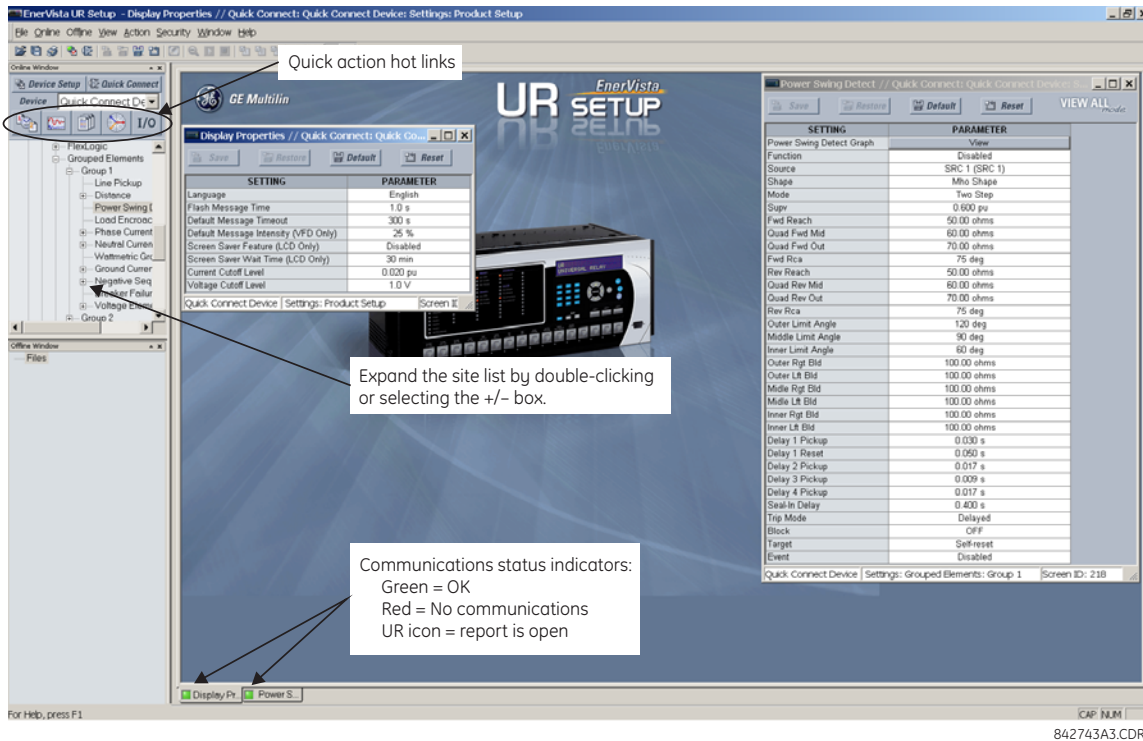 EnerVista UR Setup - Display Properties // Quick Connect: Quick Connect Device: Settings: Product Setup
File Online Offline View Action Security Window Help
Online Window
Device Setup Quick Connect
Device Quick Connect De
I/O
FlexLogic
Grouped Elements
Group 1
Line Pickup
Distance
Power Swing
Load Encroac
Phase Current
Neutral Curren
Wattmetric
Ground Currer
Negative Seq
Breaker Failur
Voltage Eleme
Group 2
Offline Window
Files
Quick action hot links
GE Multilin
EnerVista
UR SETUP
Display Properties // Quick Connect: Quick Co...
Save Restore Default Reset
SETTING PARAMETER
Language English
Flash Message Time 1.0 s
Default Message Timeout 300 s
Default Message Intensity (VFD Only) 25 %
Screen Saver Feature (LCD Only) Disabled
Screen Saver Wait Time (LCD Only) 30 min
Current Cutoff Level 0.020 pu
Voltage Cutoff Level 1.0 V
Quick Connect Device Settings: Product Setup Screen
UR
UNIVERSAL RELAY
Expand the site list by double-clicking
or selecting the +/– box.
Communications status indicators:
Green = OK
Red = No communications
UR icon = report is open
Power Swing Detect // Quick Connect: Quick Connect Device:
Save Restore Default Reset VIEW ALL mode
SETTING PARAMETER
Power Swing Detect Graph View
Function Disabled
Source SRC 1 (SRC 1)
Shape Mho Shape
Mode Two Step
Supv 0.600 pu
Fwd Reach 50.00 ohms
Quad Fwd Mid 60.00 ohms
Quad Fwd Out 70.00 ohms
Fwd Rca 75 deg
Rev Reach 50.00 ohms
Quad Rev Mid 60.00 ohms
Quad Rev Out 70.00 ohms
Rev Rca 75 deg
Outer Limit Angle 120 deg
Middle Limit Angle 90 deg
Inner Limit Angle 60 deg
Outer Rgt Bld 100.00 ohms
Outer Lft Bld 100.00 ohms
Midle Rgt Bld 100.00 ohms
Midle Lft Bld 100.00 ohms
Inner Rgt Bld 100.00 ohms
Inner Lft Bld 100.00 ohms
Delay 1 Pickup 0.030 s
Delay 1 Reset 0.050 s
Delay 2 Pickup 0.017 s
Delay 3 Pickup 0.009 s
Delay 4 Pickup 0.017 s
Seal-In Delay 0.400 s
Trip Mode Delayed
Block OFF
Target Self-reset
Event Disabled
Quick Connect Device Settings: Grouped Elements: Group 1 Screen ID: 218
Display Pr... Power S...
For Help, press F1
CAP NUM
842743A3.CDR